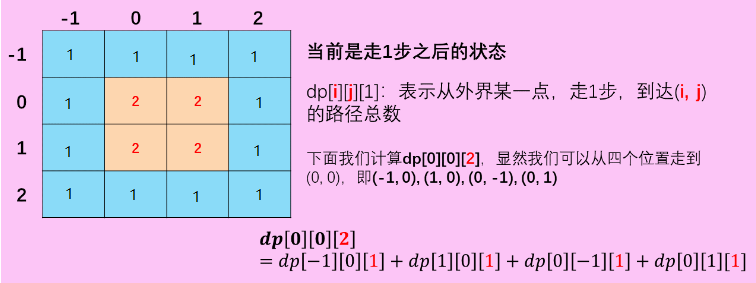 -1 0 1 2
-1 1 1 1 1
0 1 2 2 1
1 1 2 2 1
2 1 1 1 1
当前是走1步之后的状态
dp[i][j][1]：表示从外界某一点，走1步，到达(i, j)
的路径总数
下面我们计算dp[0][0][2]，显然我们可以从四个位置走到
(0, 0)，即(-1, 0), (1, 0), (0, -1), (0, 1)
dp[0][0][2]
= dp[−1][0][1] + dp[1][0][1] + dp[0][−1][1] + dp[0][1][1]